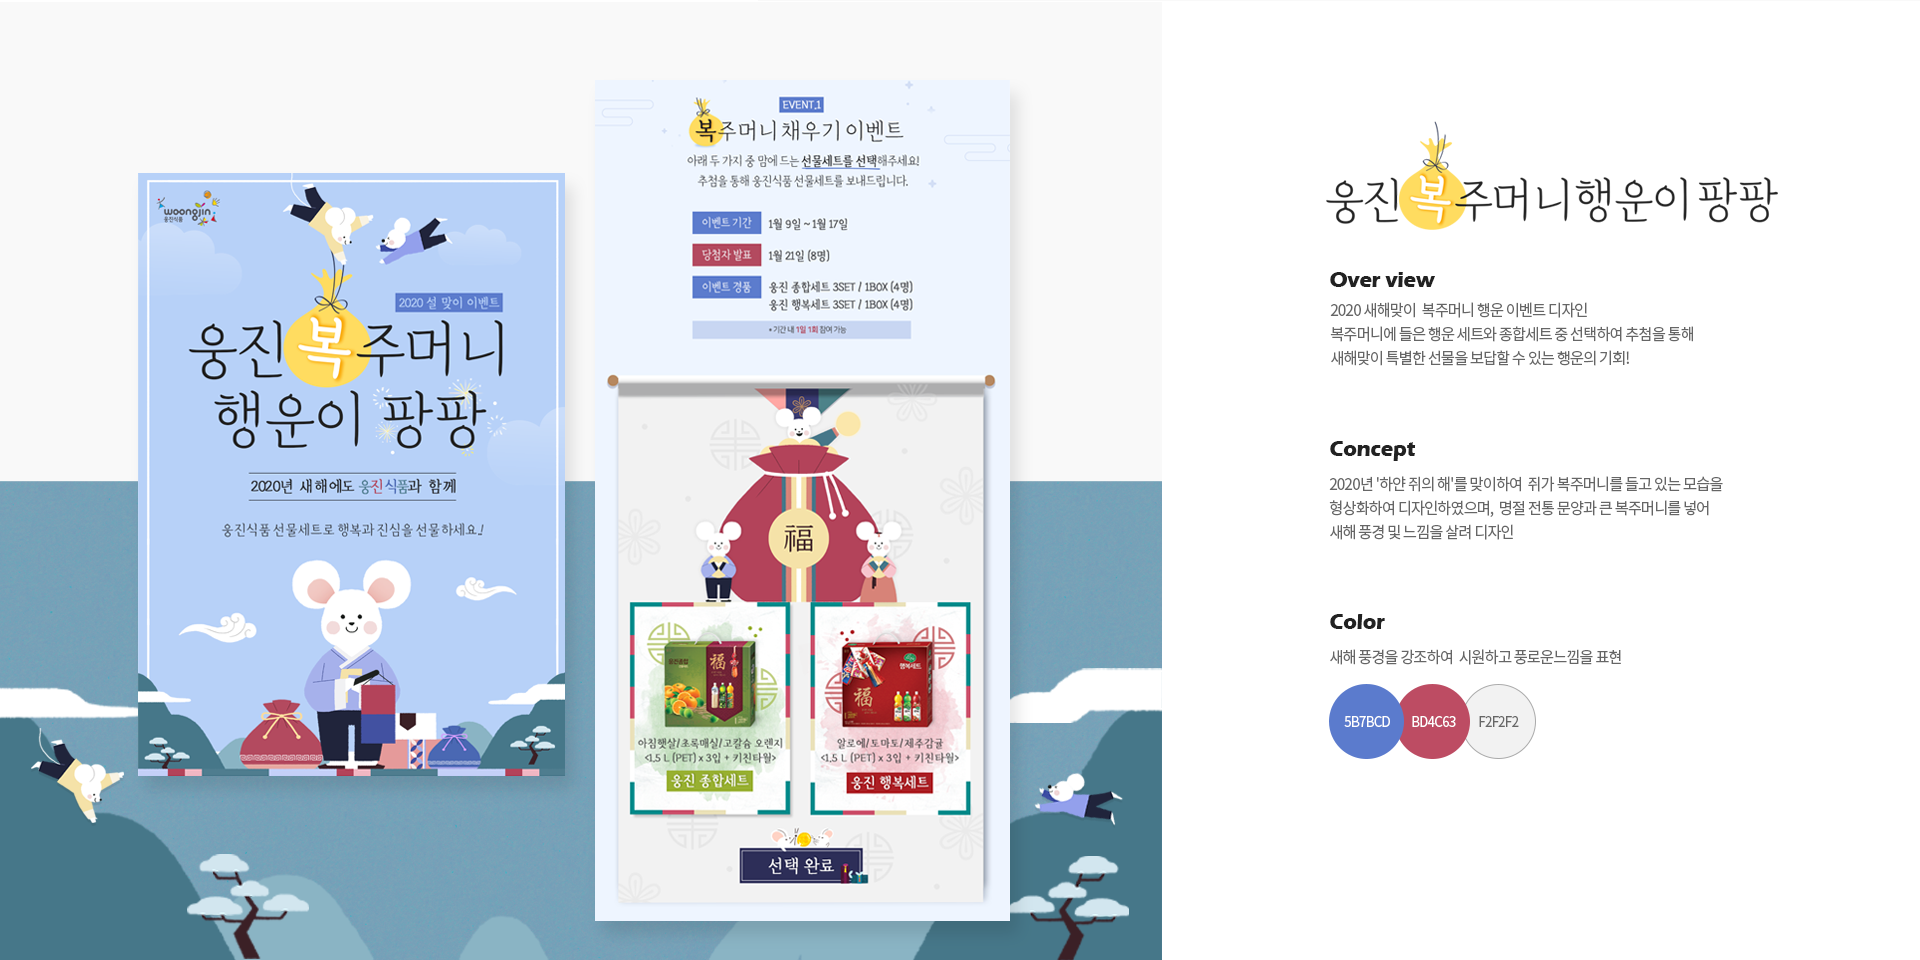 woongjin
웅진식품
2020 설 맞이 이벤트
웅진 복주머니
행운이 팡팡
2020년 새해에도 웅진식품과 함께
웅진식품 선물세트로 행복과 진심을 선물하세요!
EVENT.1
복주머니 채우기 이벤트
아래 두 가지 중 맘에 드는 선물세트를 선택해주세요!
추첨을 통해 웅진식품 선물세트를 보내드립니다.
이벤트 기간 1월 9일 ~ 1월 17일
당첨자 발표 1월 21일 (8명)
이벤트 경품 웅진 종합세트 3SET / 1BOX (4명)
웅진 행복세트 3SET / 1BOX (4명)
* 기간 내 1일 1회 참여 가능
福
福
행복세트
福
아침햇살/초록매실/고칼슘 오렌지
<1.5 L (PET) x 3입 + 키친타월>
웅진 종합세트
알로에/토마토/제주감귤
<1.5 L (PET) x 3입 + 키친타월>
웅진 행복세트
선택 완료
웅진 복주머니 행운이 팡팡
Over view
2020 새해맞이 복주머니 행운 이벤트 디자인
복주머니에 들은 행운 세트와 종합세트 중 선택하여 추첨을 통해
새해맞이 특별한 선물을 보답할 수 있는 행운의 기회!
Concept
2020년 '하얀 쥐의 해'를 맞이하여 쥐가 복주머니를 들고 있는 모습을
형상화하여 디자인하였으며, 명절 전통 문양과 큰 복주머니를 넣어
새해 풍경 및 느낌을 살려 디자인
Color
새해 풍경을 강조하여 시원하고 풍로운느낌을 표현
5B7BCD
BD4C63
F2F2F2